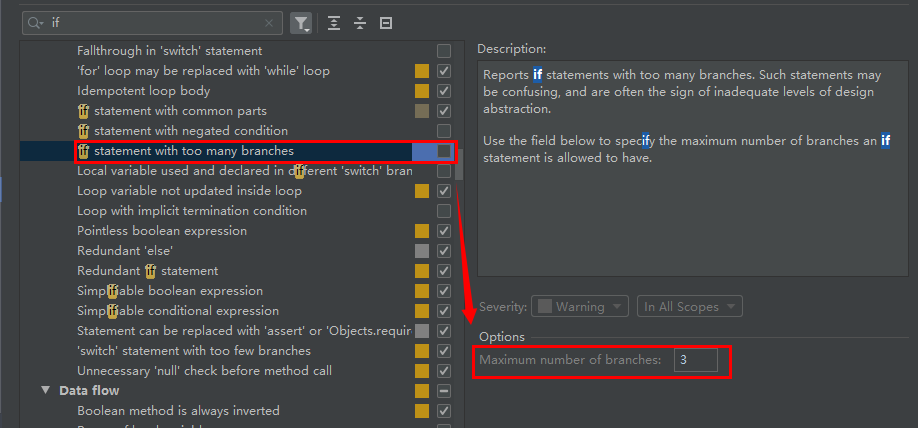 if
Fallthrough in 'switch' statement
'for' loop may be replaced with 'while' loop
Idempotent loop body
if statement with common parts
if statement with negated condition
if statement with too many branches
Local variable used and declared in different 'switch' bran
Loop variable not updated inside loop
Loop with implicit termination condition
Pointless boolean expression
Redundant 'else'
Redundant if statement
Simplifiable boolean expression
Simplifiable conditional expression
Statement can be replaced with 'assert' or 'Objects.require
'switch' statement with too few branches
Unnecessary 'null' check before method call
Data flow
Boolean method is always inverted
Description:
Reports if statements with too many branches. Such statements may
be confusing, and are often the sign of inadequate levels of design
abstraction.
Use the field below to specify the maximum number of branches an if
statement is allowed to have.
Severity: Warning In All Scopes
Options
Maximum number of branches: 3